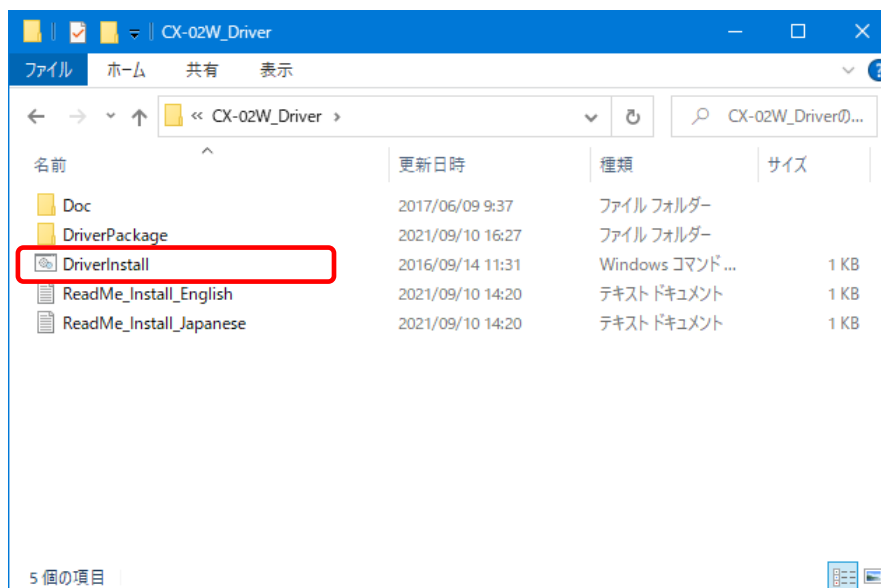 CX-02W_Driver
ファイル ホーム 共有 表示
« CX-02W_Driver › CX-02W_Driverの...
名前 更新日時 種類 サイズ
Doc 2017/06/09 9:37 ファイル フォルダー
DriverPackage 2021/09/10 16:27 ファイル フォルダー
DriverInstall 2016/09/14 11:31 Windows コマンド ... 1 KB
ReadMe_Install_English 2021/09/10 14:20 テキスト ドキュメント 1 KB
ReadMe_Install_Japanese 2021/09/10 14:20 テキスト ドキュメント 1 KB
5 個の項目